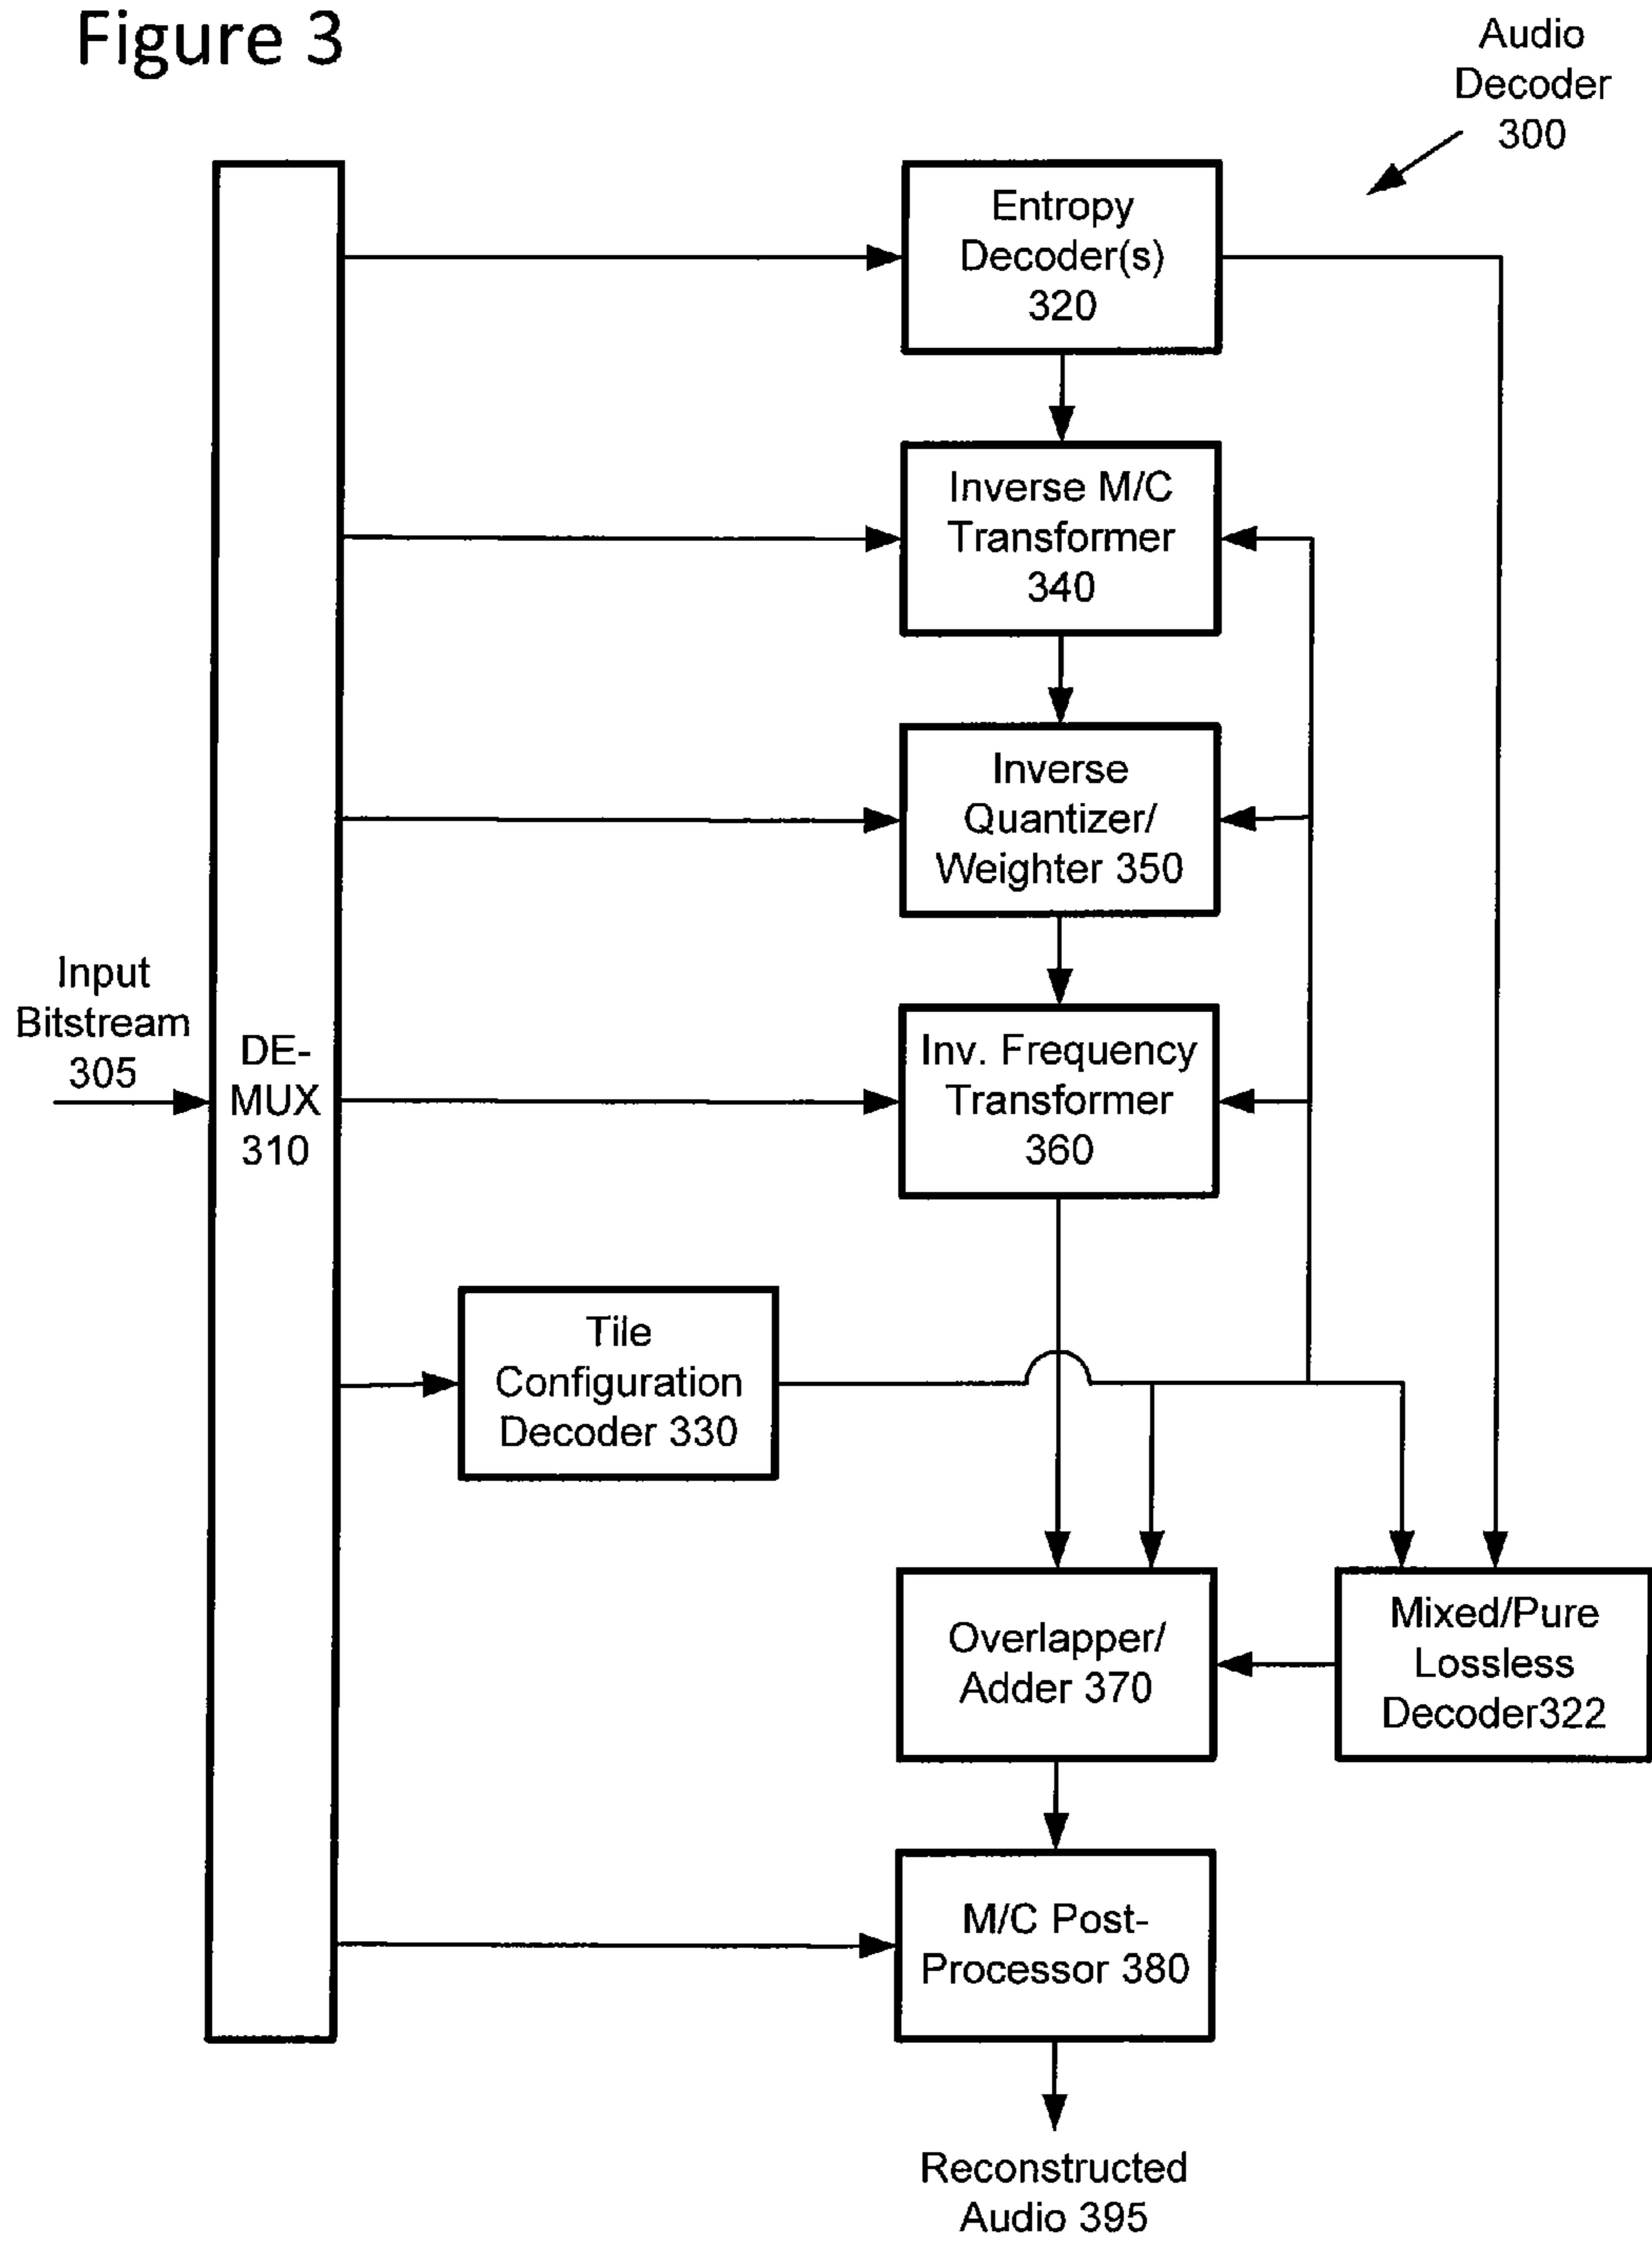 Figure 3
Audio
Decoder
300
Entropy
Decoder(s)
320
Inverse M/C
Transformer
340
Inverse
Quantizer/
Weighter 350
Input
Bitstream
305
DE-
MUX
310
Inv. Frequency
Transformer
360
Tile
Configuration
Decoder 330
Overlapper/
Adder 370
Mixed/Pure
Lossless
Decoder322
M/C Post-
Processor 380
Reconstructed
Audio 395